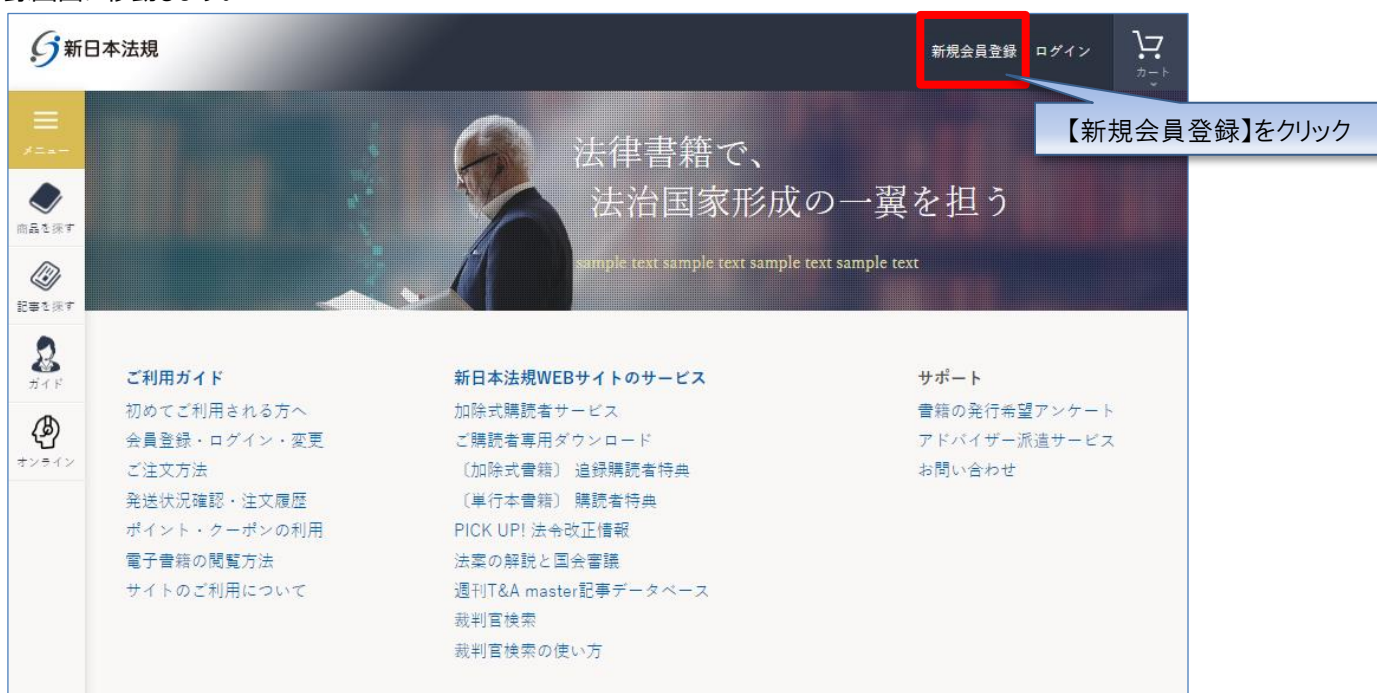 新日本法規
新規会員登録 ログイン
カート
【新規会員登録】をクリック
メニュー
商品を探す
記事を探す
ガイド
オンライン
法律書籍で、
法治国家形成の一翼を担う
sample text sample text sample text sample text
ご利用ガイド
初めてご利用される方へ
会員登録・ログイン・変更
ご注文方法
発送状況確認・注文履歴
ポイント・クーポンの利用
電子書籍の閲覧方法
サイトのご利用について
新日本法規WEBサイトのサービス
加除式購読者サービス
ご購読者専用ダウンロード
〔加除式書籍〕 追録購読者特典
〔単行本書籍〕 購読者特典
PICK UP! 法令改正情報
法案の解説と国会審議
週刊T&A master記事データベース
裁判官検索
裁判官検索の使い方
サポート
書籍の発行希望アンケート
アドバイザー派遣サービス
お問い合わせ